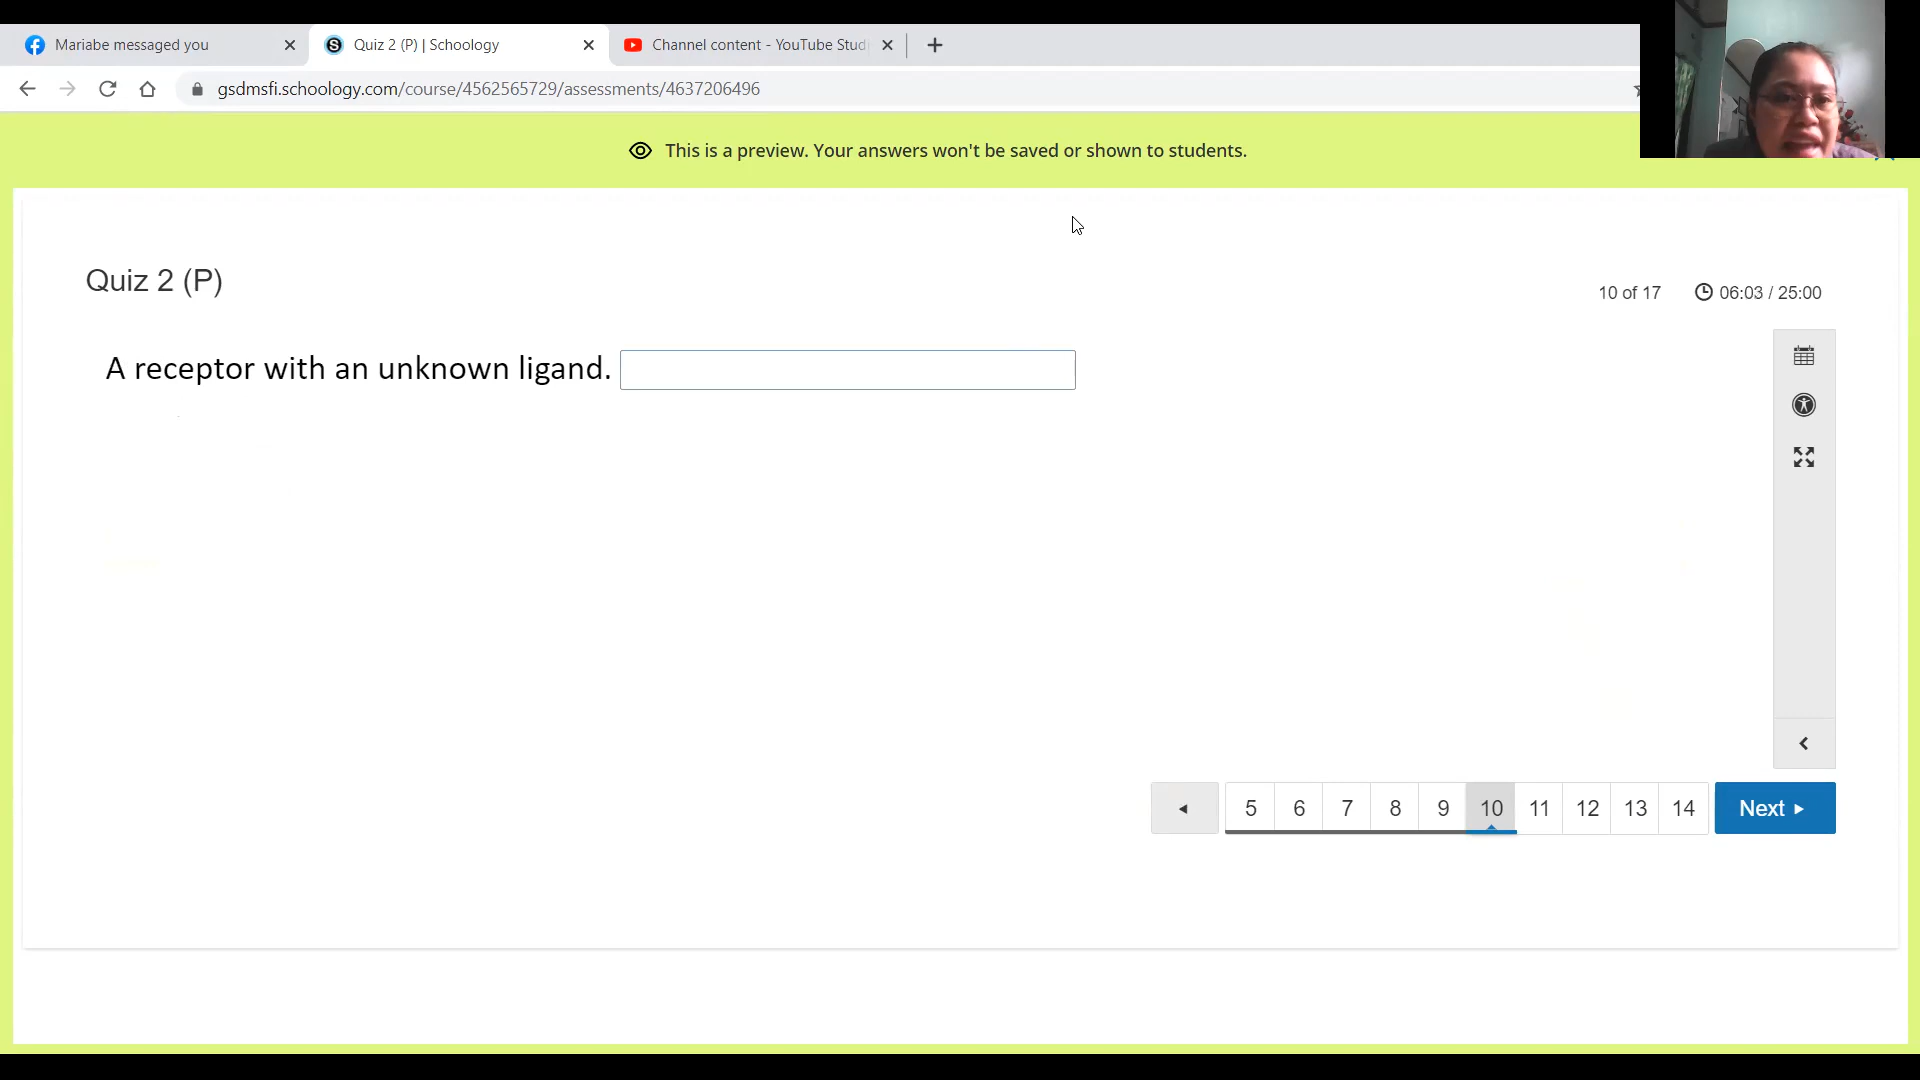 Mariabe messaged you
Quiz 2 (P) | Schoology
Channel content - YouTube Stud
gsdmsfi.schoology.com/course/4562565729/assessments/4637206496
This is a preview. Your answers won't be saved or shown to students.
Quiz 2 (P)
10 of 17
06:03 / 25:00
A receptor with an unknown ligand.
5 6 7 8 9 10 11 12 13 14 Next